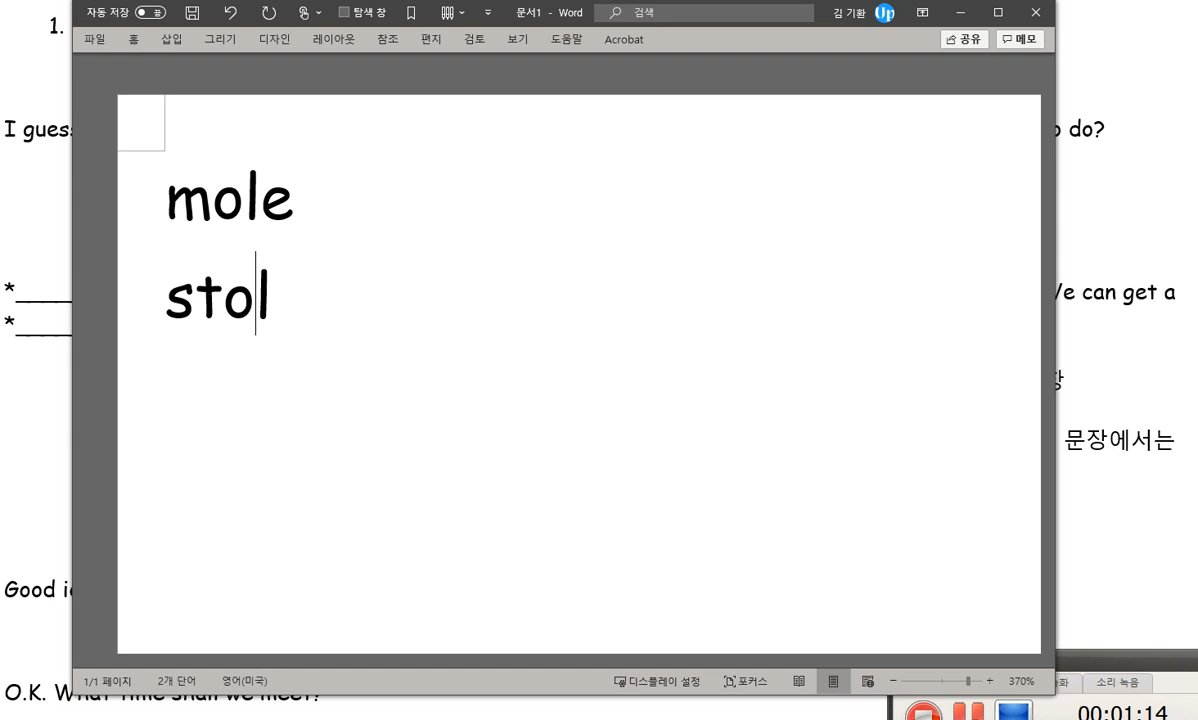 1.
자동 저장 끔 탐색 창 문서1 - Word 검색 김 기환 Up
파일 홈 삽입 그리기 디자인 레이아웃 참조 편지 검토 보기 도움말 Acrobat 공유 메모
I guess do?
mole
stol
* can get a
*
문장에서는
Good
O.K. What time shall we meet?
1/1 페이지 2개 단어 영어(미국) 디스플레이 설정 포커스 370%
소리 녹음
00:01:14